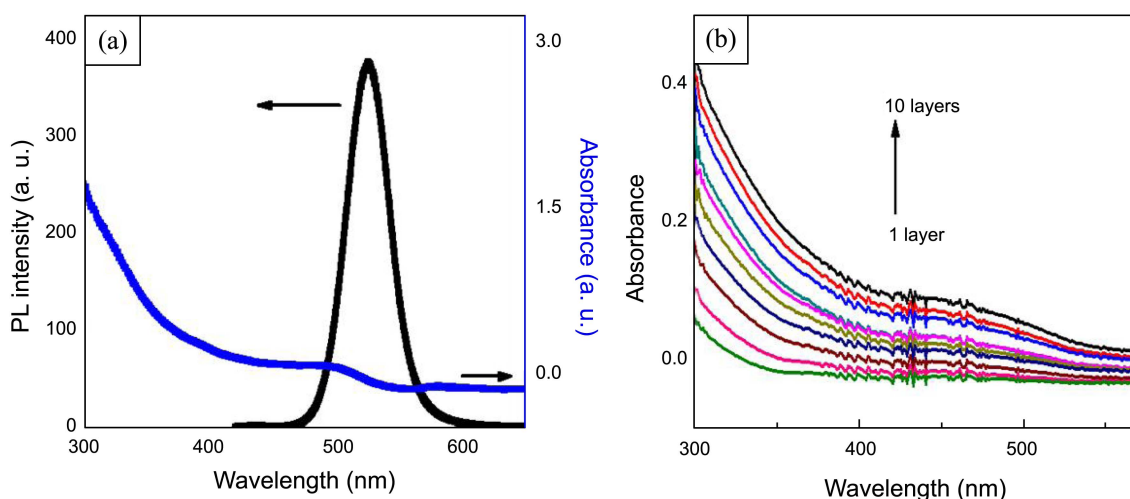 (a)
400
300
200
100
0
PL intensity (a. u.)
300
400
500
600
Wavelength (nm)
3.0
1.5
0.0
Absorbance (a. u.)
(b)
0.4
0.2
0.0
Absorbance
10 layers
1 layer
300
400
500
Wavelength (nm)